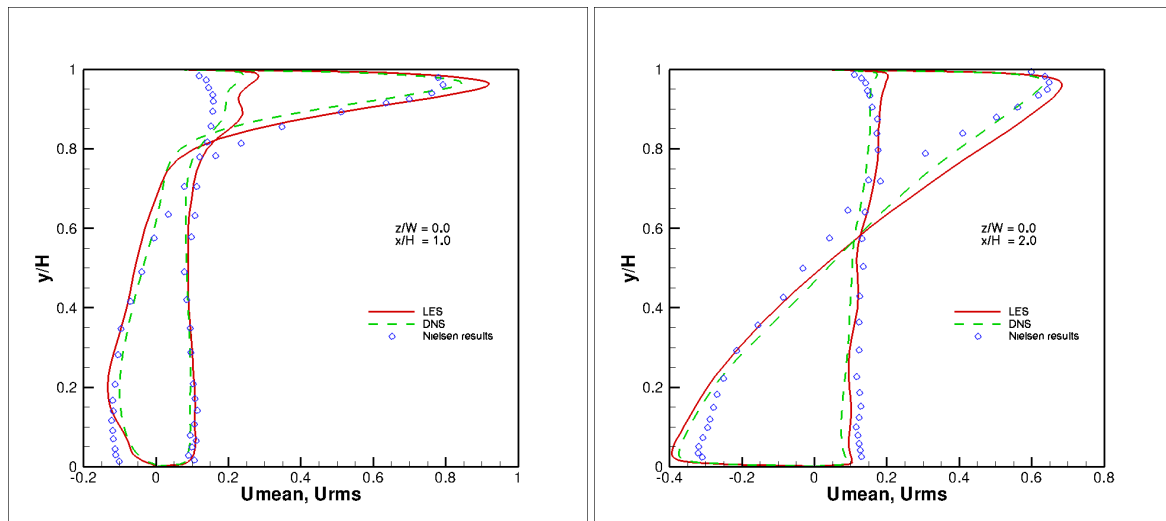 y/H
1
0.8
0.6
0.4
0.2
0
z/W = 0.0
x/H = 1.0
LES
DNS
Nielsen results
-0.2 0 0.2 0.4 0.6 0.8 1
Umean, Urms
y/H
1
0.8
0.6
0.4
0.2
0
z/W = 0.0
x/H = 2.0
LES
DNS
Nielsen results
-0.4 -0.2 0 0.2 0.4 0.6 0.8
Umean, Urms